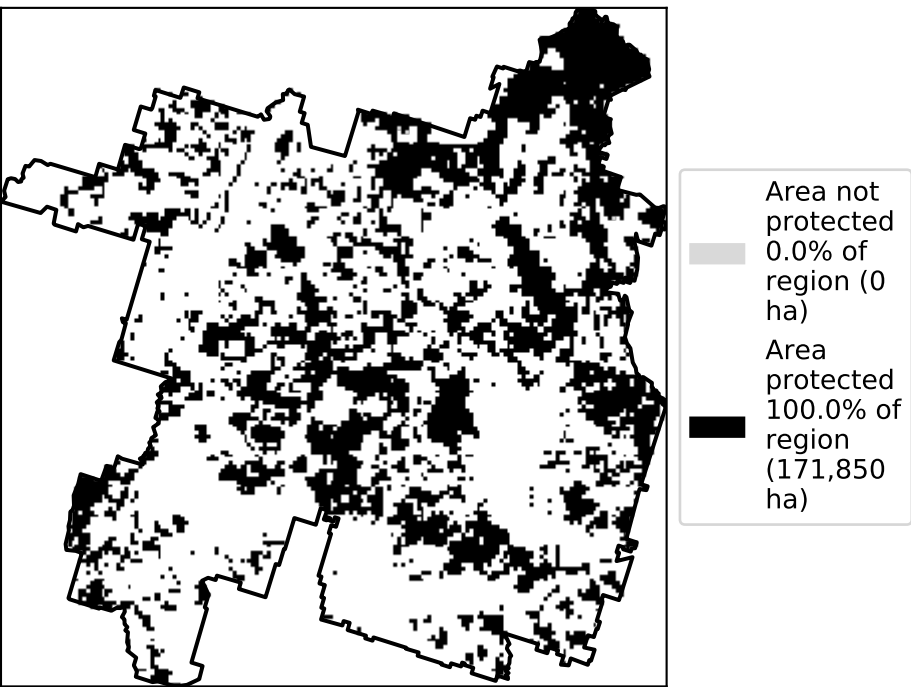 Area not
protected
0.0% of
region (0
ha)
Area
protected
100.0% of
region
(171,850
ha)